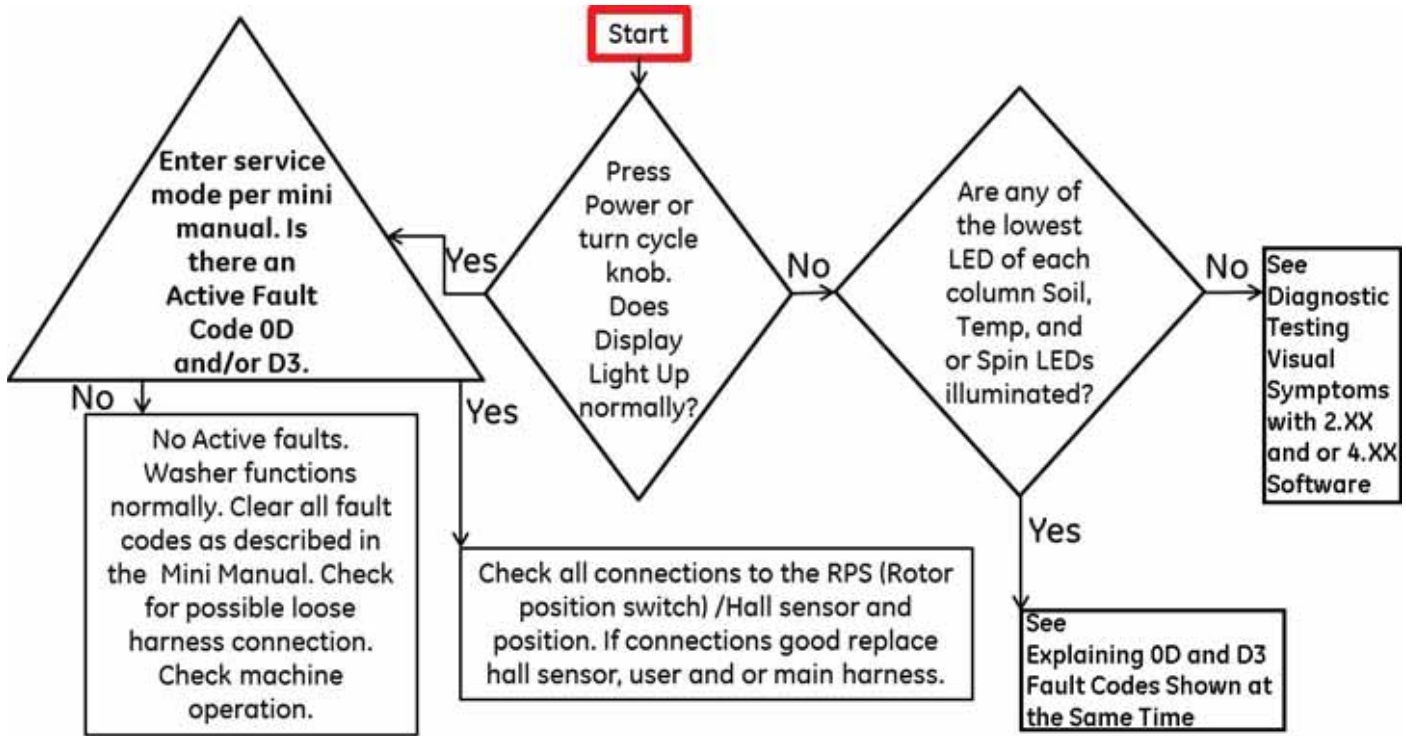 Start
Enter service
mode per mini
manual. Is
there an
Active Fault
Code 0D
and/or D3.
Yes
Press
Power or
turn cycle
knob.
Does
Display
Light Up
normally?
No
Are any of
the lowest
LED of each
column Soil,
Temp, and
or Spin LEDs
illuminated?
No
See
Diagnostic
Testing
Visual
Symptoms
with 2.XX
and or 4.XX
Software
No
Yes
No Active faults.
Washer functions
normally. Clear all fault
codes as described in
the Mini Manual. Check
for possible loose
harness connection.
Check machine
operation.
Check all connections to the RPS (Rotor
position switch) /Hall sensor and
position. If connections good replace
hall sensor, user and or main harness.
Yes
See
Explaining 0D and D3
Fault Codes Shown at
the Same Time